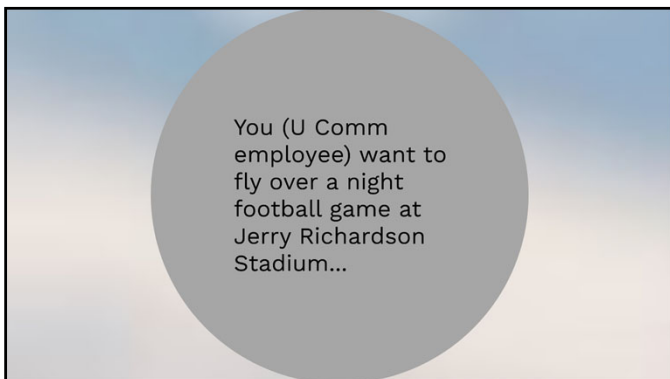 You (U Comm
employee) want to
fly over a night
football game at
Jerry Richardson
Stadium...